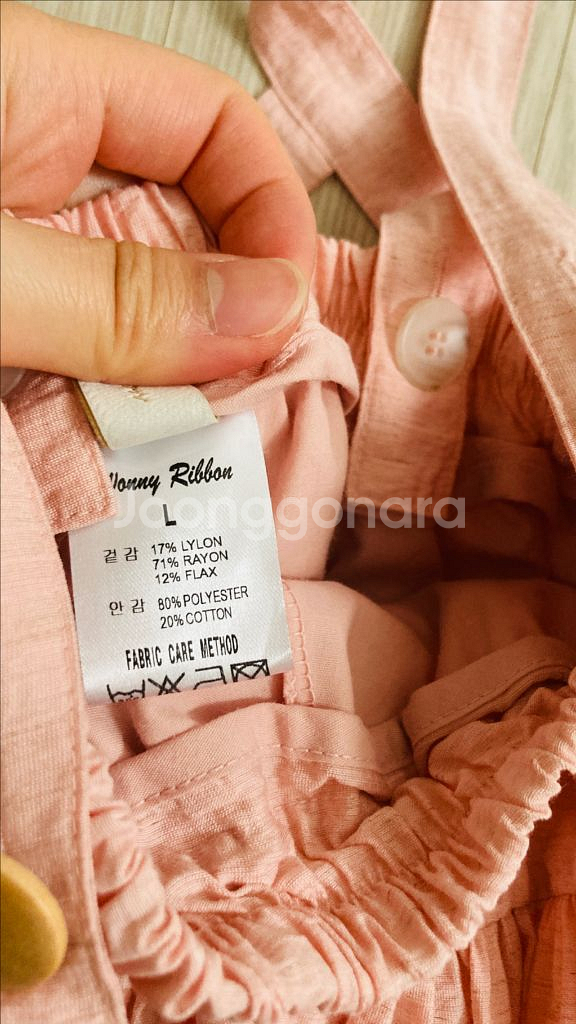 Ribbon
Joonggonara
L
겉 감 17% LYLON
71% RAYON
12% FLAX
안 감 80% POLYESTER
20% COTTON
FABRIC CARE METHOD